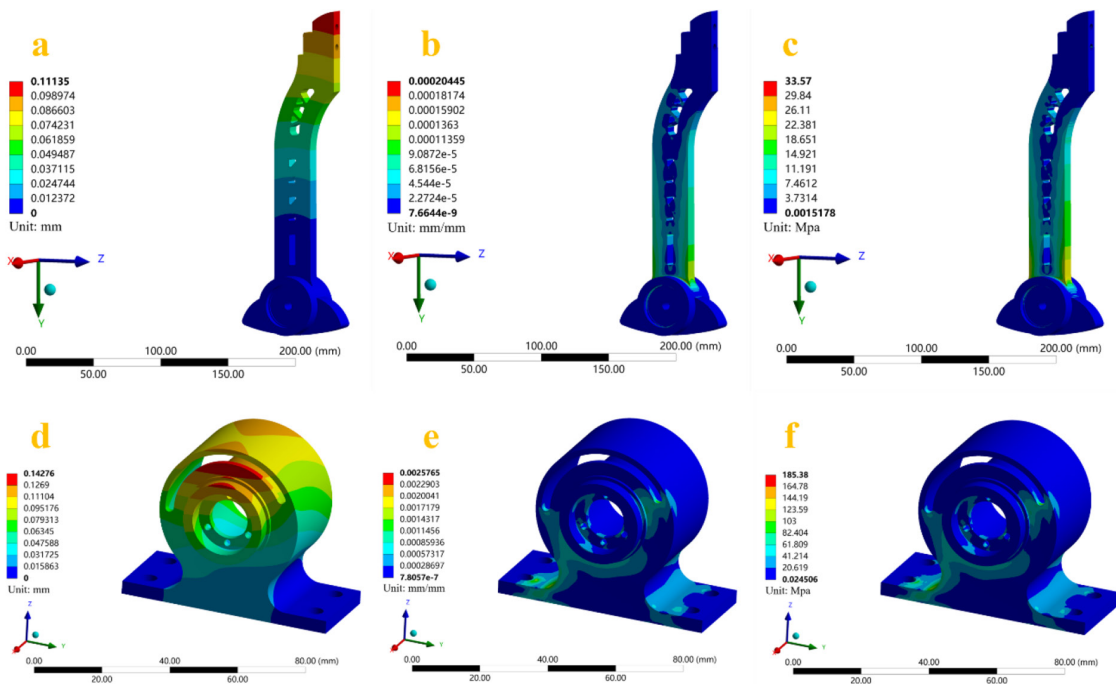 a
0.11135
0.098974
0.086603
0.074231
0.061859
0.049487
0.037115
0.024744
0.012372
0
Unit: mm
X
Z
Y
0.00 100.00 200.00 (mm)
50.00 150.00
b
0.00020445
0.00018174
0.00015902
0.0001363
0.00011359
9.0872e-5
6.8156e-5
4.544e-5
2.2724e-5
7.6644e-9
Unit: mm/mm
X
Z
Y
0.00 100.00 200.00 (mm)
50.00 150.00
c
33.57
29.84
26.11
22.381
18.651
14.921
11.191
7.4612
3.7314
0.0015178
Unit: Mpa
X
Z
Y
0.00 100.00 200.00 (mm)
50.00 150.00
d
0.14276
0.1269
0.11104
0.095176
0.079313
0.06345
0.047588
0.031725
0.015863
0
Unit: mm
Z
Y
0.00 40.00 80.00 (mm)
20.00 60.00
e
0.0025765
0.0022903
0.0020041
0.0017179
0.0014317
0.0011456
0.00085936
0.00057317
0.00028697
7.8057e-7
Unit: mm/mm
Z
Y
0.00 40.00 80.00 (mm)
20.00 60.00
f
185.38
164.78
144.19
123.59
103
82.404
61.809
41.214
20.619
0.024506
Unit: Mpa
Z
Y
0.00 40.00 80.00 (mm)
20.00 60.00